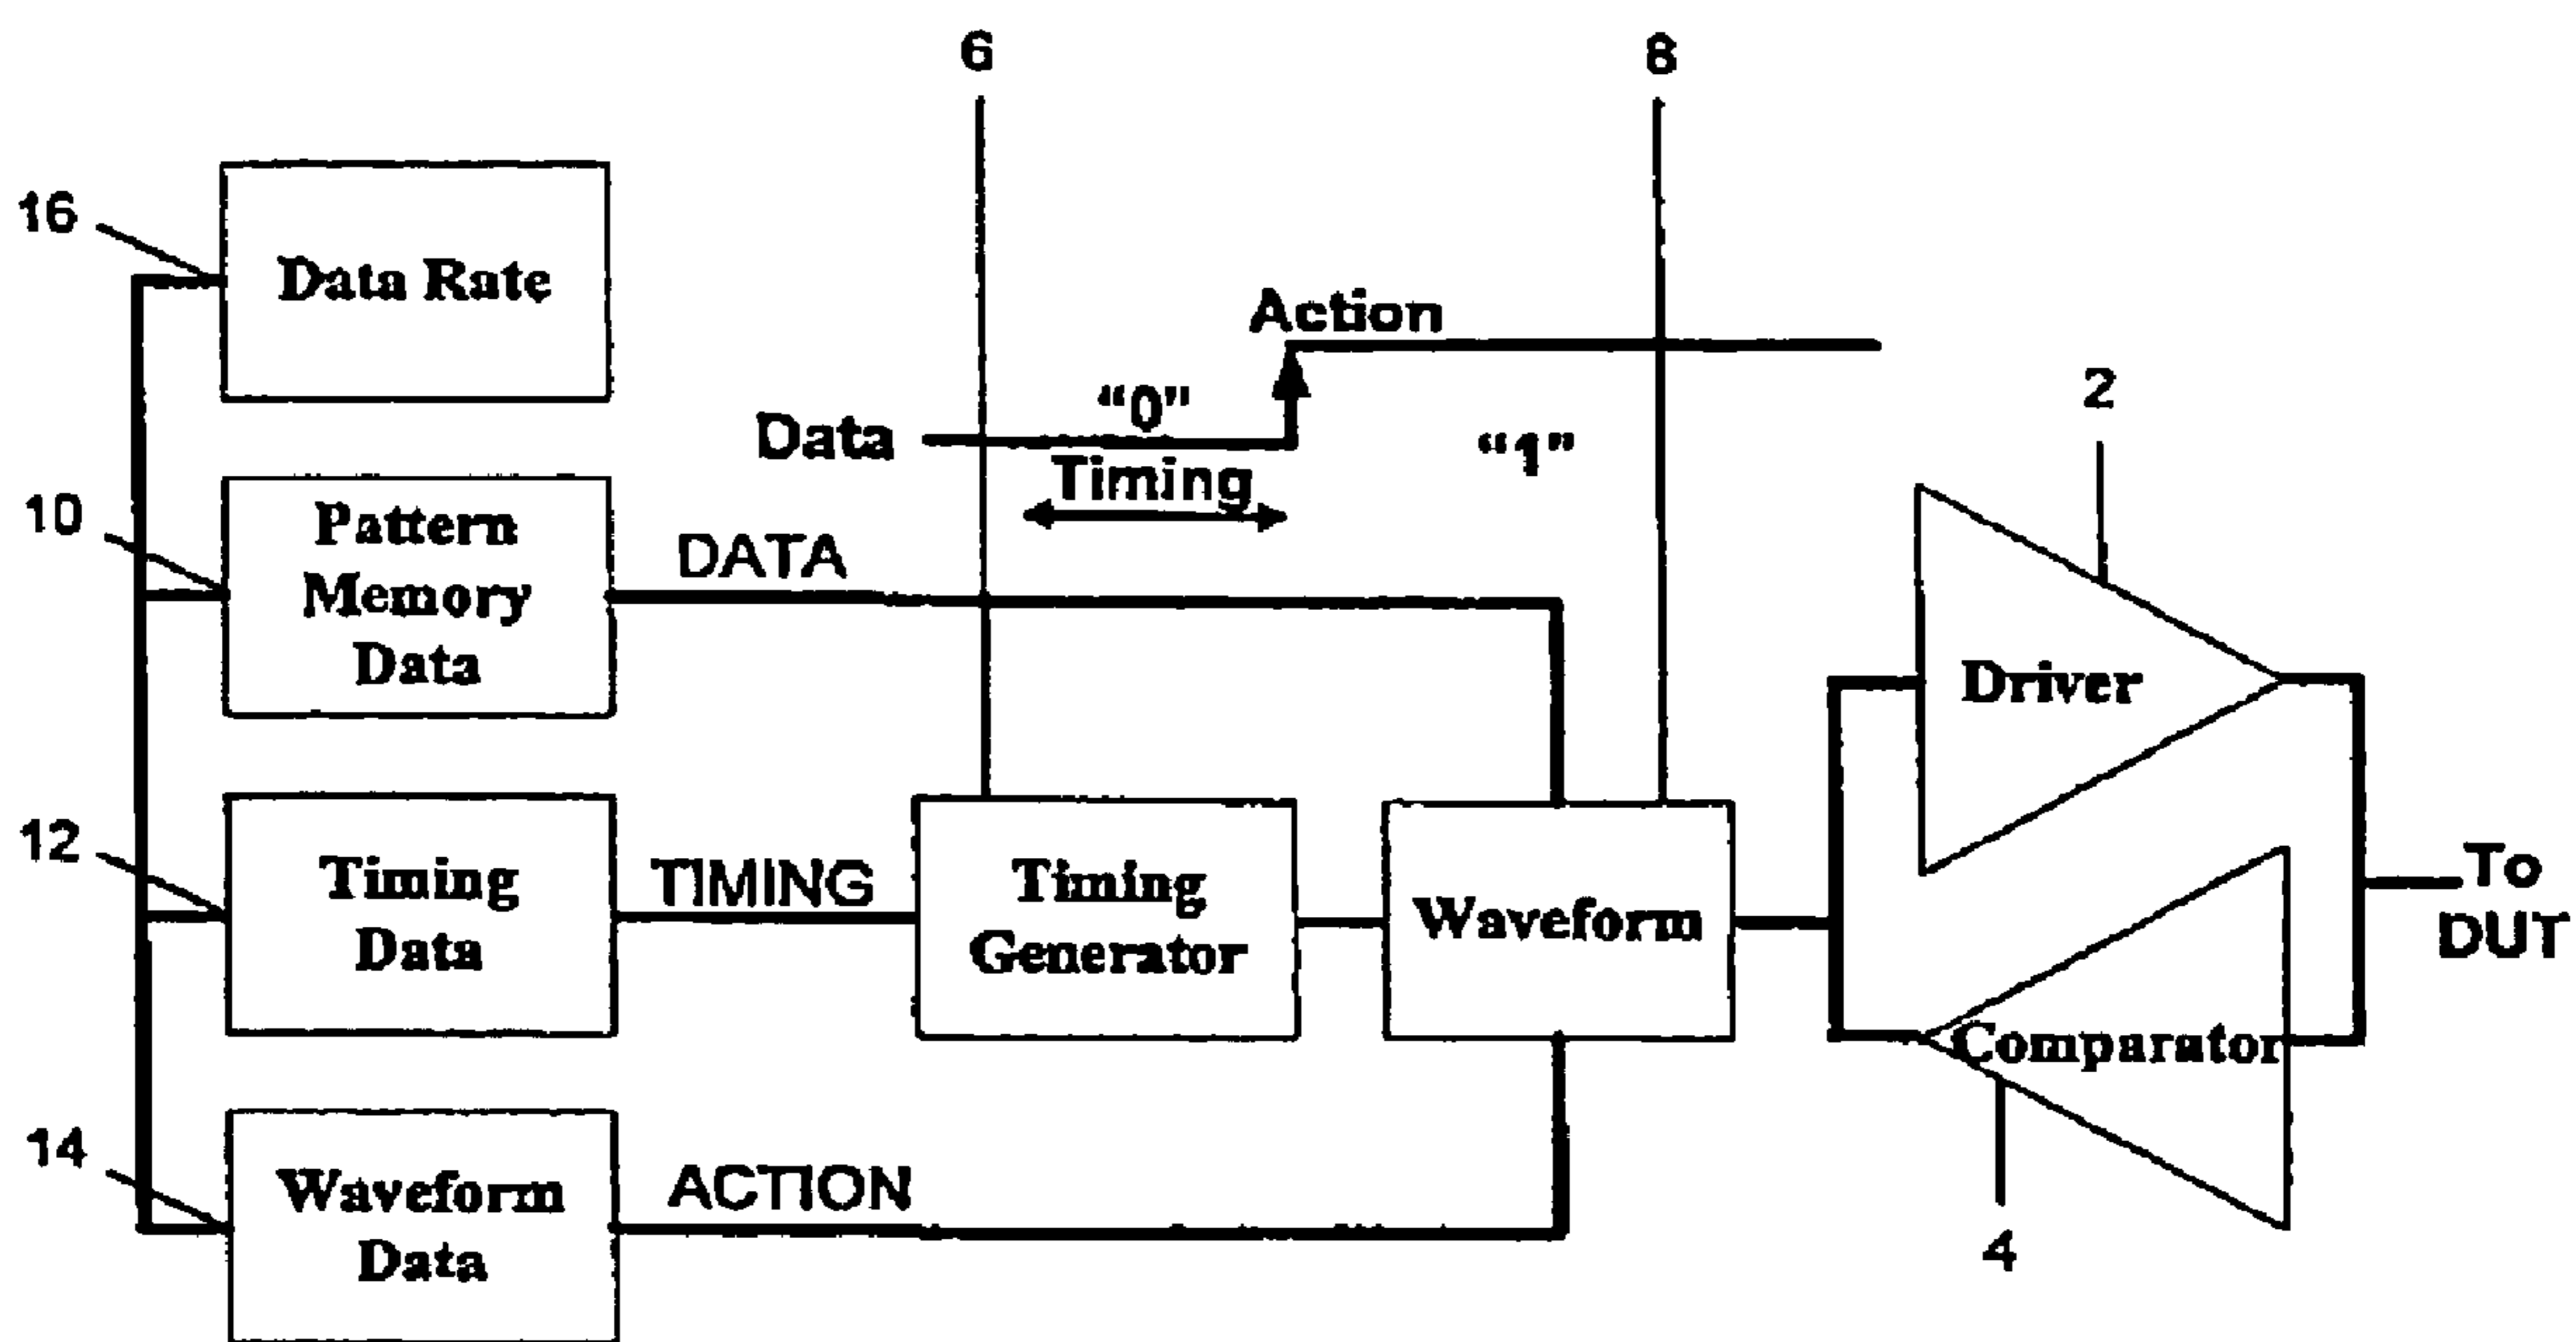 6
8
16
Data Rate
Action
2
"0"
Data
"1"
Timing
10
Pattern
Memory
Data
DATA
Driver
12
Timing
Data
TIMING
Timing
Generator
Waveform
To
DUT
Comparator
14
Waveform
Data
ACTION
4